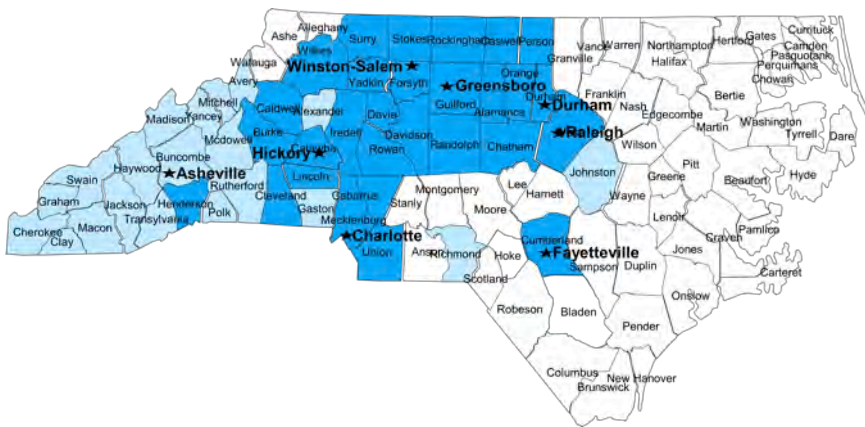 Alleghany
Ashe
Surry
Stokes
Rockingham
Caswell
Person
Vance
Warren
Northampton
Hertford
Gates
Currituck
Camden
Pasquotank
Perquimans
Chowan
Wilkes
Watauga
Winston-Salem
Granville
Halifax
Avery
Yadkin
Forsyth
Greensboro
Orange
Franklin
Bertie
Mitchell
Yancey
Madison
Caldwell
Alexander
Davie
Guilford
Alamance
Durham
Durham
Nash
Edgecombe
Martin
Washington
Tyrrell
Dare
Mcdowell
Burke
Iredell
Davidson
Raleigh
Wilson
Buncombe
Hickory
Catawba
Rowan
Randolph
Chatham
Haywood
Asheville
Pitt
Swain
Rutherford
Lincoln
Johnston
Greene
Beaufort
Hyde
Graham
Jackson
Henderson
Cleveland
Cabarrus
Montgomery
Lee
Harnett
Wayne
Transylvania
Polk
Gaston
Stanly
Moore
Lenoir
Cherokee
Clay
Macon
Mecklenburg
Charlotte
Union
Anson
Richmond
Hoke
Cumberland
Fayetteville
Sampson
Duplin
Jones
Craven
Pamlico
Carteret
Scotland
Onslow
Robeson
Bladen
Pender
Columbus
Brunswick
New Hanover